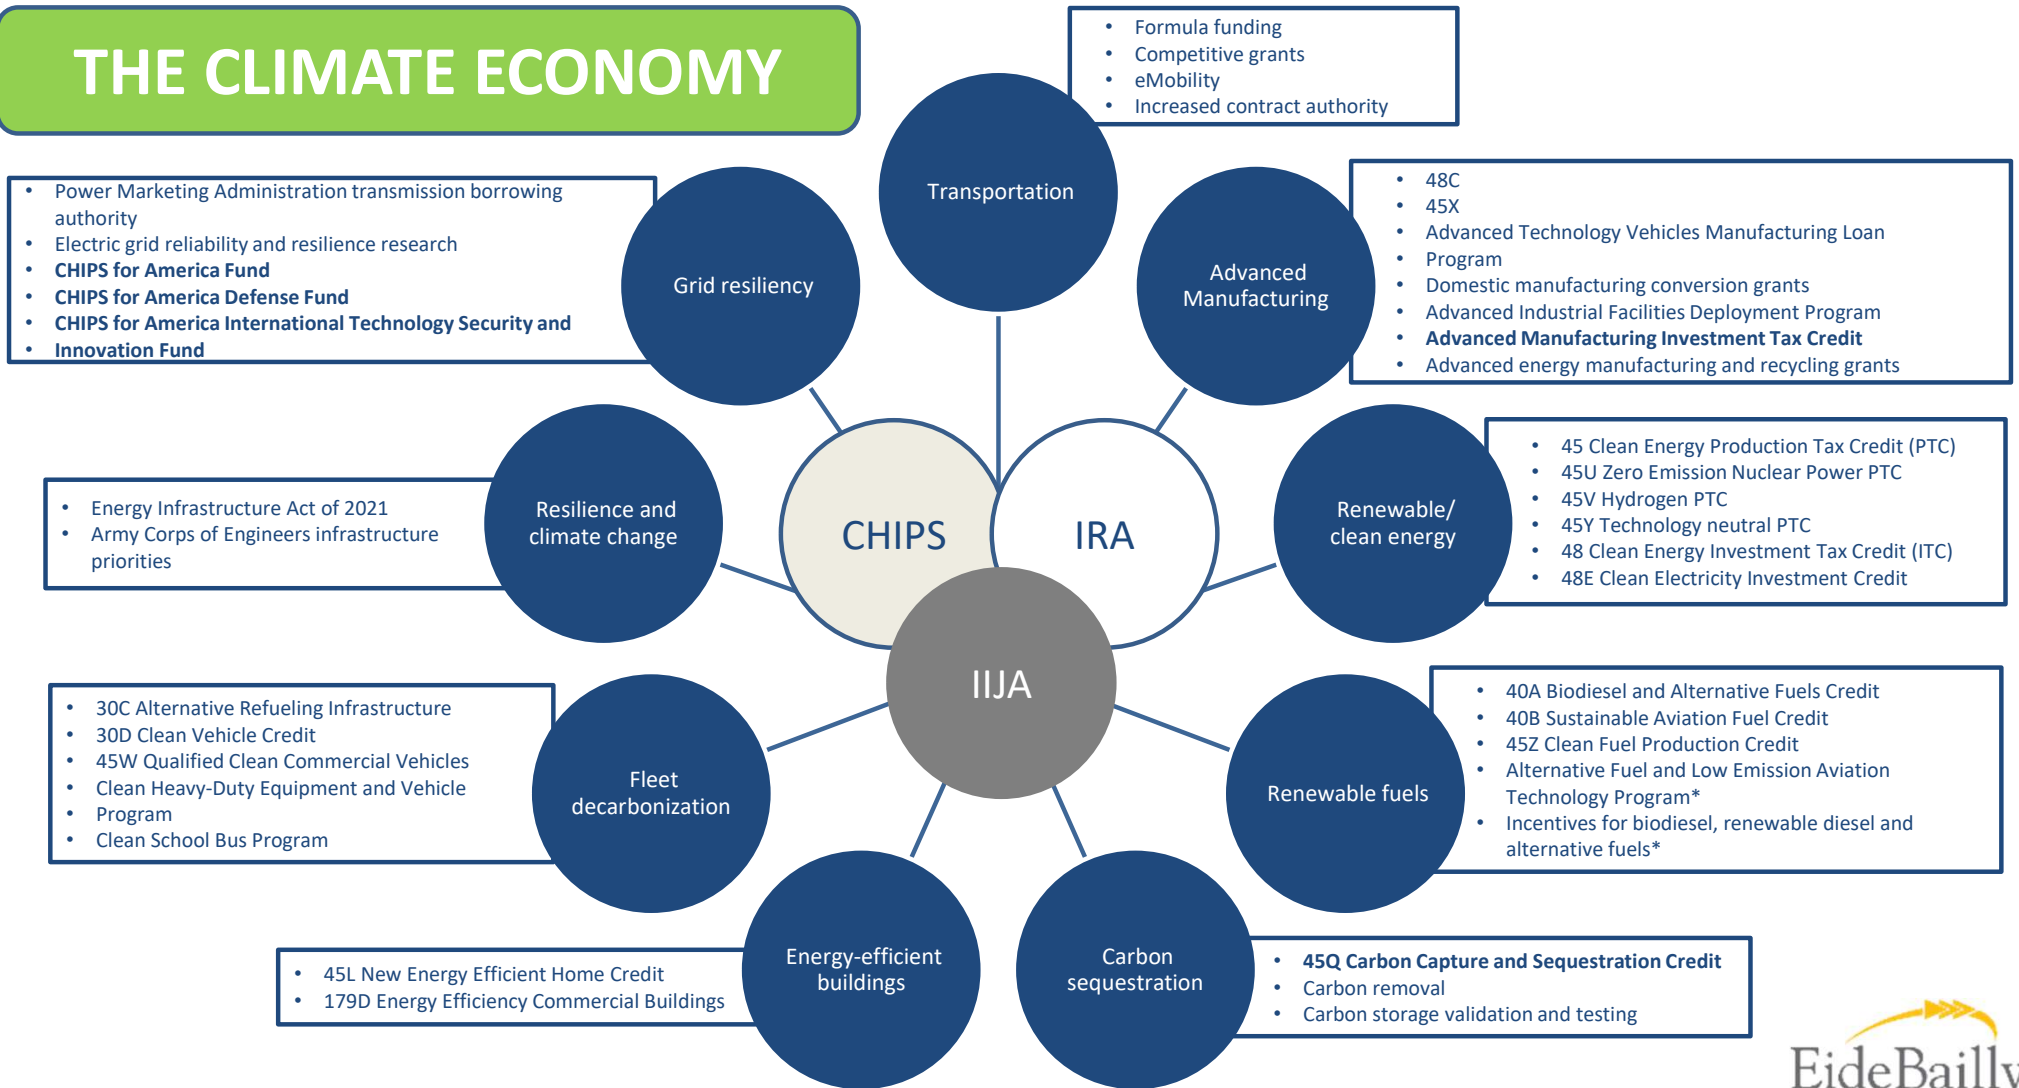 THE CLIMATE ECONOMY
• Formula funding
• Competitive grants
• eMobility
• Increased contract authority
Transportation
• Power Marketing Administration transmission borrowing
authority
• Electric grid reliability and resilience research
• CHIPS for America Fund
• CHIPS for America Defense Fund
• CHIPS for America International Technology Security and
• Innovation Fund
Grid resiliency
Advanced
Manufacturing
• 48C
• 45X
• Advanced Technology Vehicles Manufacturing Loan
• Program
• Domestic manufacturing conversion grants
• Advanced Industrial Facilities Deployment Program
• Advanced Manufacturing Investment Tax Credit
• Advanced energy manufacturing and recycling grants
• Energy Infrastructure Act of 2021
• Army Corps of Engineers infrastructure
priorities
Resilience and
climate change
CHIPS
IRA
IIJA
Renewable/
clean energy
• 45 Clean Energy Production Tax Credit (PTC)
• 45U Zero Emission Nuclear Power PTC
• 45V Hydrogen PTC
• 45Y Technology neutral PTC
• 48 Clean Energy Investment Tax Credit (ITC)
• 48E Clean Electricity Investment Credit
• 30C Alternative Refueling Infrastructure
• 30D Clean Vehicle Credit
• 45W Qualified Clean Commercial Vehicles
• Clean Heavy-Duty Equipment and Vehicle
• Program
• Clean School Bus Program
Fleet
decarbonization
Renewable fuels
• 40A Biodiesel and Alternative Fuels Credit
• 40B Sustainable Aviation Fuel Credit
• 45Z Clean Fuel Production Credit
• Alternative Fuel and Low Emission Aviation
Technology Program*
• Incentives for biodiesel, renewable diesel and
alternative fuels*
• 45L New Energy Efficient Home Credit
• 179D Energy Efficiency Commercial Buildings
Energy-efficient
buildings
Carbon
sequestration
• 45Q Carbon Capture and Sequestration Credit
• Carbon removal
• Carbon storage validation and testing
EideBailly